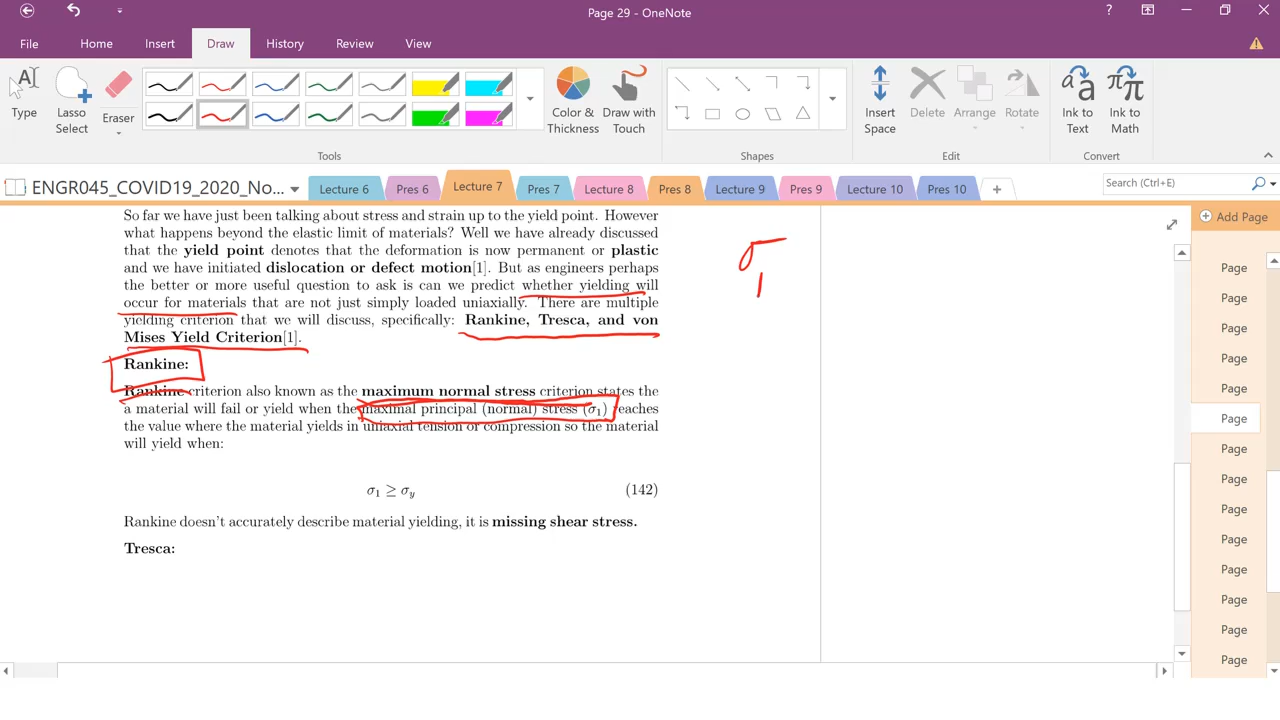 Page 29 - OneNote
?
File
Home
Insert
Draw
History
Review
View
Type
Lasso
Select
Eraser
Color &
Thickness
Draw with
Touch
Insert
Space
Delete
Arrange
Rotate
Ink to
Text
Ink to
Math
Tools
Shapes
Edit
Convert
ENGR045_COVID19_2020_No...
Lecture 6
Pres 6
Lecture 7
Pres 7
Lecture 8
Pres 8
Lecture 9
Pres 9
Lecture 10
Pres 10
Search (Ctrl+E)
Add Page
So far we have just been talking about stress and strain up to the yield point. However
what happens beyond the elastic limit of materials? Well we have already discussed
that the yield point denotes that the deformation is now permanent or plastic
and we have initiated dislocation or defect motion[1]. But as engineers perhaps
the better or more useful question to ask is can we predict whether yielding will
occur for materials that are not just simply loaded uniaxially. There are multiple
yielding criterion that we will discuss, specifically: Rankine, Tresca, and von
Mises Yield Criterion[1].
Rankine:
Rankine criterion also known as the maximum normal stress criterion states the
a material will fail or yield when the maximal principal (normal) stress (σ₁) reaches
the value where the material yields in uniaxial tension or compression so the material
will yield when:
σ₁ ≥ σy (142)
Rankine doesn't accurately describe material yielding, it is missing shear stress.
Tresca:
σ₁
Page
Page
Page
Page
Page
Page
Page
Page
Page
Page
Page
Page
Page
Page